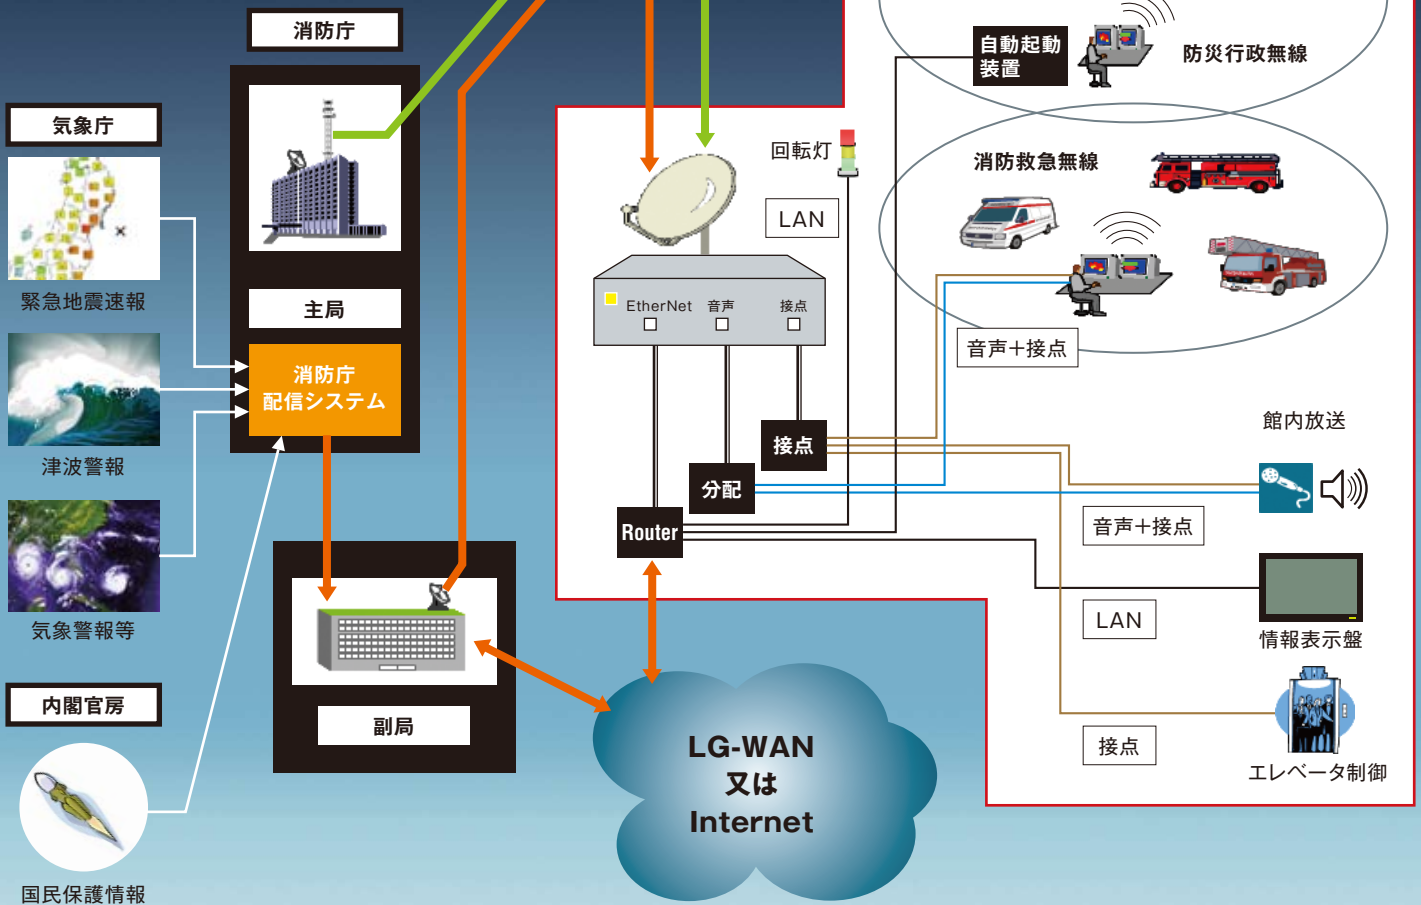 消防庁
気象庁
緊急地震速報
津波警報
気象警報等
内閣官房
国民保護情報
主局
消防庁
配信システム
副局
自動起動
装置
防災行政無線
回転灯
LAN
消防救急無線
EtherNet 音声 接点
音声+接点
接点
分配
Router
館内放送
音声+接点
LAN
情報表示盤
接点
エレベータ制御
LG-WAN
又は
Internet